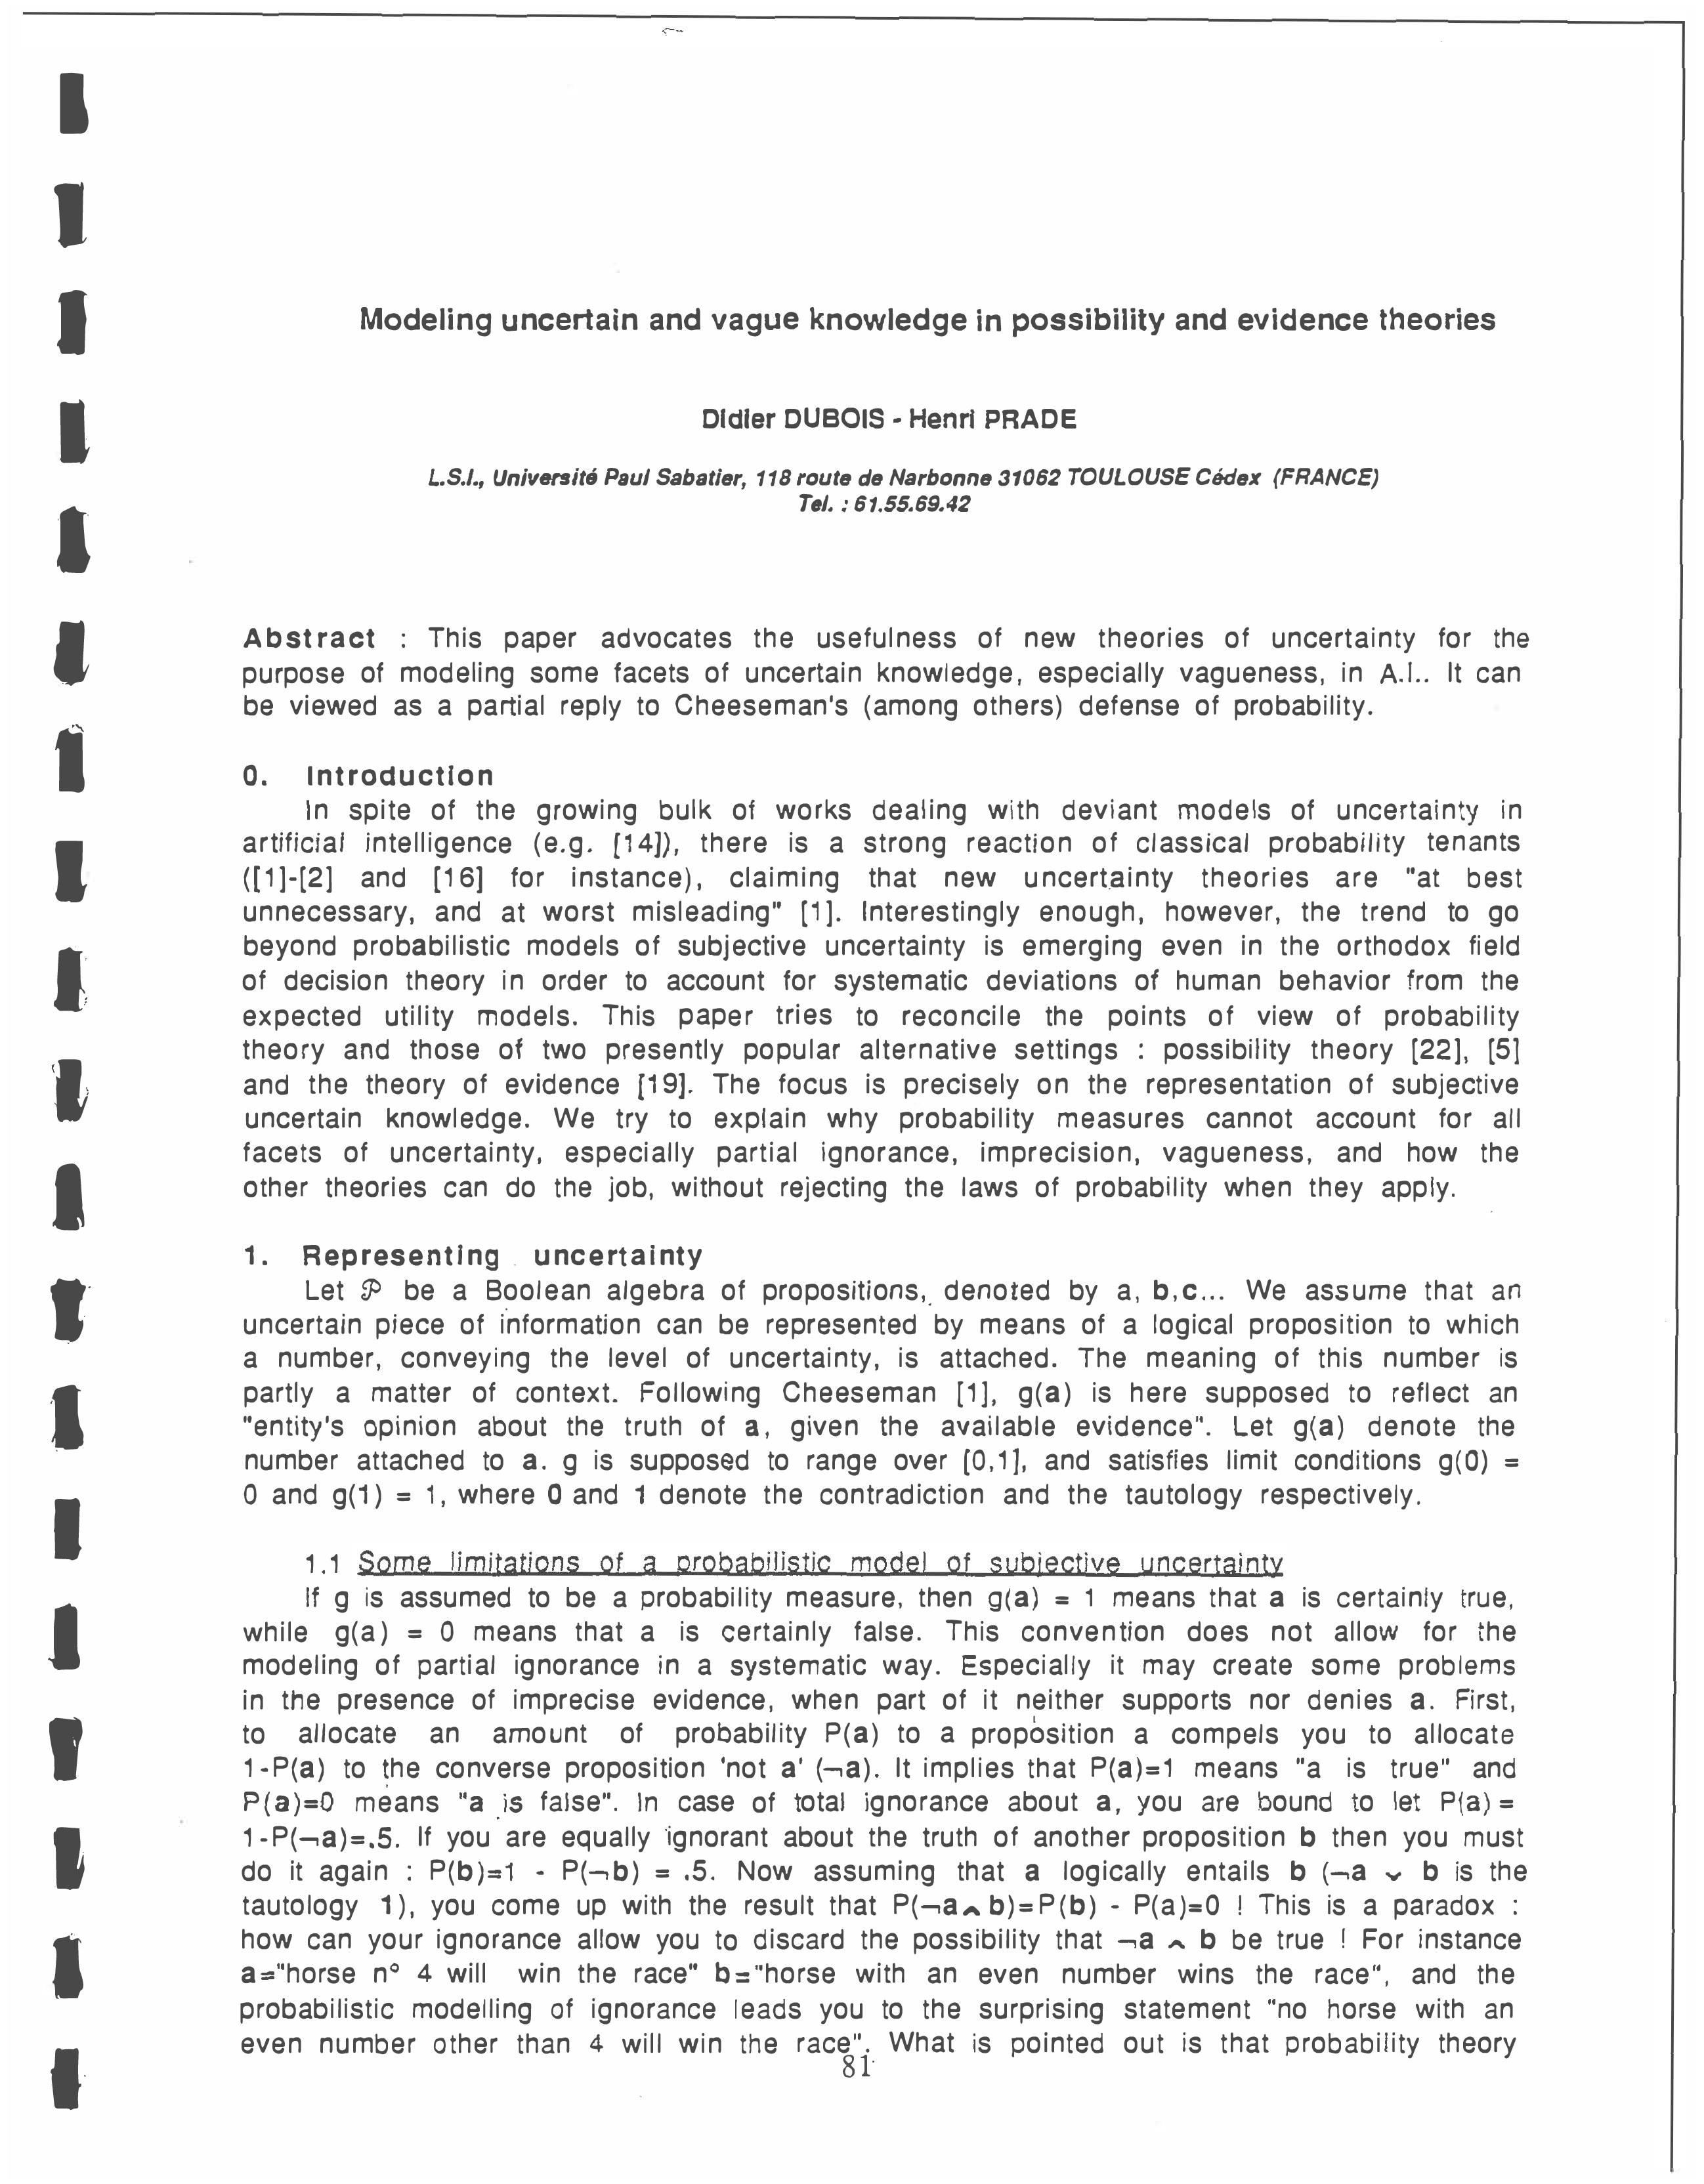 Modeling uncertain and vague knowledge in possibility and evidence theories
Didier DUBOIS - Henri PRADE
L.S.I., Université Paul Sabatier, 118 route de Narbonne 31062 TOULOUSE Cédex (FRANCE)
Tel. : 61.55.69.42
Abstract : This paper advocates the usefulness of new theories of uncertainty for the
purpose of modeling some facets of uncertain knowledge, especially vagueness, in A.I.. It can
be viewed as a partial reply to Cheeseman's (among others) defense of probability.
0. Introduction
In spite of the growing bulk of works dealing with deviant models of uncertainty in
artificial intelligence (e.g. [14]), there is a strong reaction of classical probability tenants
([1]-[2] and [16] for instance), claiming that new uncertainty theories are "at best
unnecessary, and at worst misleading" [1]. Interestingly enough, however, the trend to go
beyond probabilistic models of subjective uncertainty is emerging even in the orthodox field
of decision theory in order to account for systematic deviations of human behavior from the
expected utility models. This paper tries to reconcile the points of view of probability
theory and those of two presently popular alternative settings : possibility theory [22], [5]
and the theory of evidence [19]. The focus is precisely on the representation of subjective
uncertain knowledge. We try to explain why probability measures cannot account for all
facets of uncertainty, especially partial ignorance, imprecision, vagueness, and how the
other theories can do the job, without rejecting the laws of probability when they apply.
1. Representing uncertainty
Let 𝒫 be a Boolean algebra of propositions, denoted by a, b,c... We assume that an
uncertain piece of information can be represented by means of a logical proposition to which
a number, conveying the level of uncertainty, is attached. The meaning of this number is
partly a matter of context. Following Cheeseman [1], g(a) is here supposed to reflect an
"entity's opinion about the truth of a, given the available evidence". Let g(a) denote the
number attached to a. g is supposed to range over [0,1], and satisfies limit conditions g(0) =
0 and g(1) = 1, where 0 and 1 denote the contradiction and the tautology respectively.
1.1 Some limitations of a probabilistic model of subjective uncertainty
If g is assumed to be a probability measure, then g(a) = 1 means that a is certainly true,
while g(a) = 0 means that a is certainly false. This convention does not allow for the
modeling of partial ignorance in a systematic way. Especially it may create some problems
in the presence of imprecise evidence, when part of it neither supports nor denies a. First,
to allocate an amount of probability P(a) to a proposition a compels you to allocate
1-P(a) to the converse proposition 'not a' (¬a). It implies that P(a)=1 means "a is true" and
P(a)=0 means "a is false". In case of total ignorance about a, you are bound to let P(a) =
1-P(¬a)=.5. If you are equally ignorant about the truth of another proposition b then you must
do it again : P(b)=1 - P(¬b) = .5. Now assuming that a logically entails b (¬a ∨ b is the
tautology 1), you come up with the result that P(¬a ∧ b)=P(b) - P(a)=0 ! This is a paradox :
how can your ignorance allow you to discard the possibility that ¬a ∧ b be true ! For instance
a="horse n° 4 will win the race" b="horse with an even number wins the race", and the
probabilistic modelling of ignorance leads you to the surprising statement "no horse with an
even number other than 4 will win the race". What is pointed out is that probability theory
81